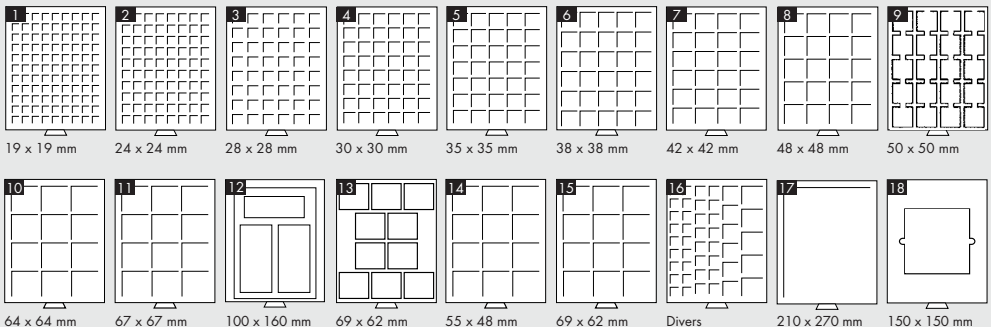 1 2 3 4 5 6 7 8 9
19 x 19 mm 24 x 24 mm 28 x 28 mm 30 x 30 mm 35 x 35 mm 38 x 38 mm 42 x 42 mm 48 x 48 mm 50 x 50 mm
10 11 12 13 14 15 16 17 18
64 x 64 mm 67 x 67 mm 100 x 160 mm 69 x 62 mm 55 x 48 mm 69 x 62 mm Divers 210 x 270 mm 150 x 150 mm